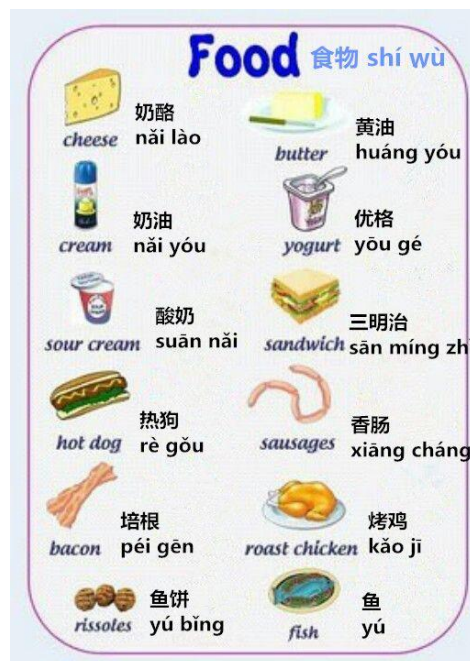 Food 食物 shí wù
奶酪
cheese nǎi lào
黄油
butter huáng yóu
奶油
cream nǎi yóu
优格
yogurt yōu gé
酸奶
sour cream suān nǎi
三明治
sandwich sān míng zh
热狗
hot dog rè gǒu
香肠
sausages xiāng cháng
培根
bacon péi gēn
烤鸡
roast chicken kǎo jī
鱼饼
rissoles yú bǐng
鱼
fish yú